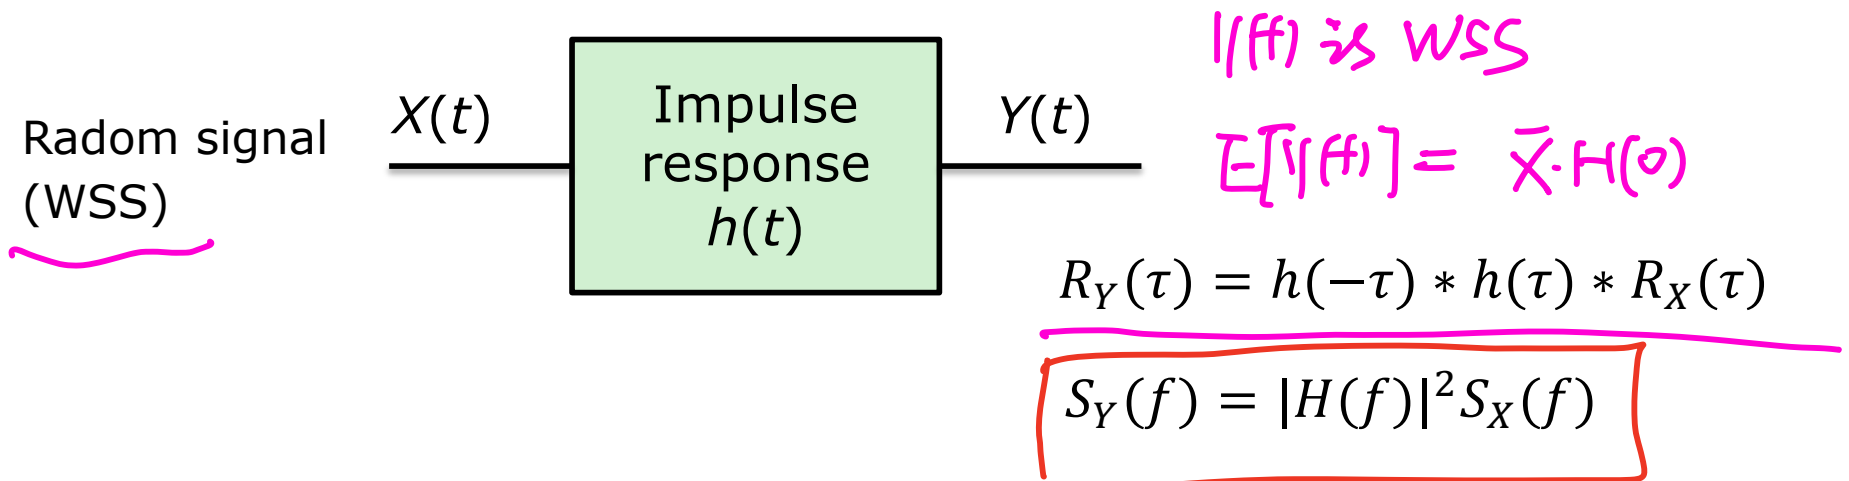 Radom signal
(WSS)
X(t)
Impulse
response
h(t)
Y(t)
Y(t) is WSS
E[Y(t)] = X̄·H(0)
R_Y(τ) = h(−τ) ∗ h(τ) ∗ R_X(τ)
S_Y(f) = |H(f)|²S_X(f)